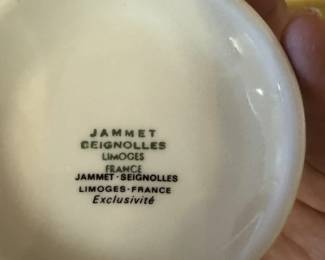 JAMMET
SEIGNOLLES
LIMOGES
FRANCE
JAMMET-SEIGNOLLES
LIMOGES-FRANCE
Exclusivité